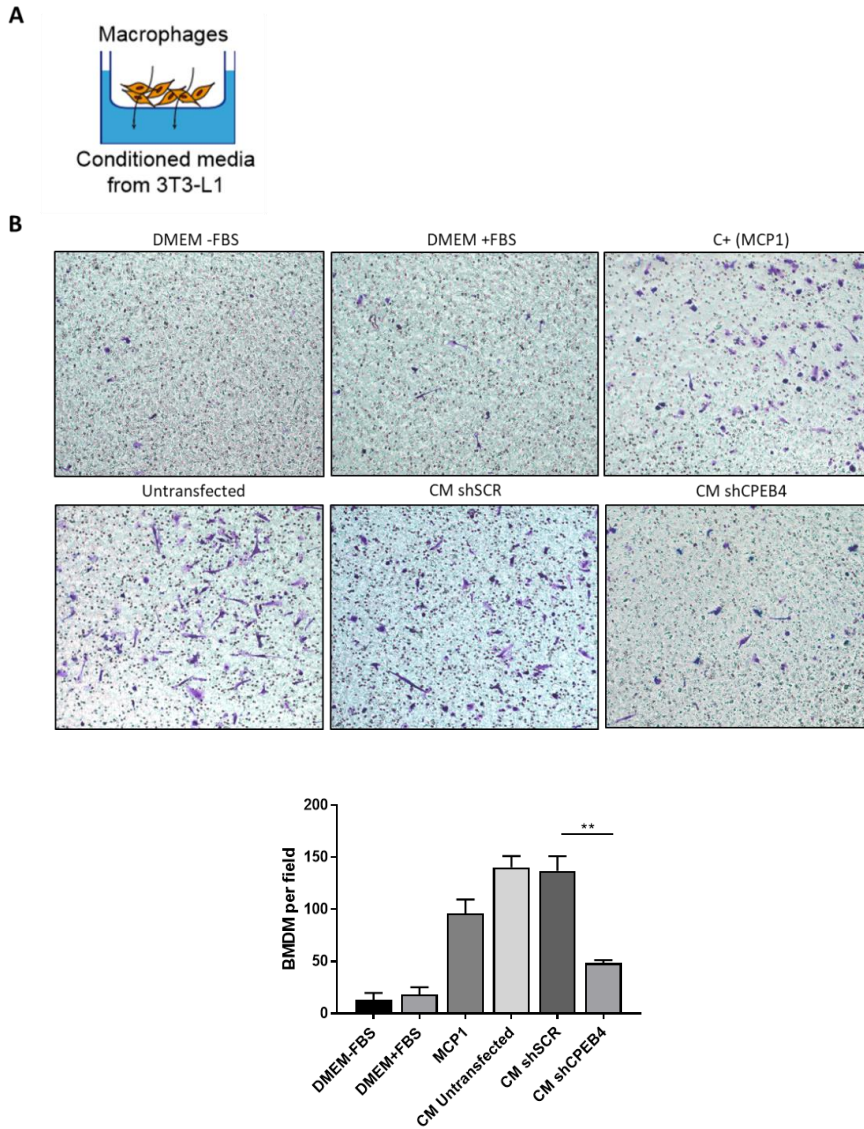 A
Macrophages
Conditioned media
from 3T3-L1
B
DMEM -FBS
DMEM +FBS
C+ (MCP1)
Untransfected
CM shSCR
CM shCPEB4
200
150
100
50
0
BMDM per field
**
DMEM-FBS
DMEM+FBS
MCP1
CM Untransfected
CM shSCR
CM shCPEB4